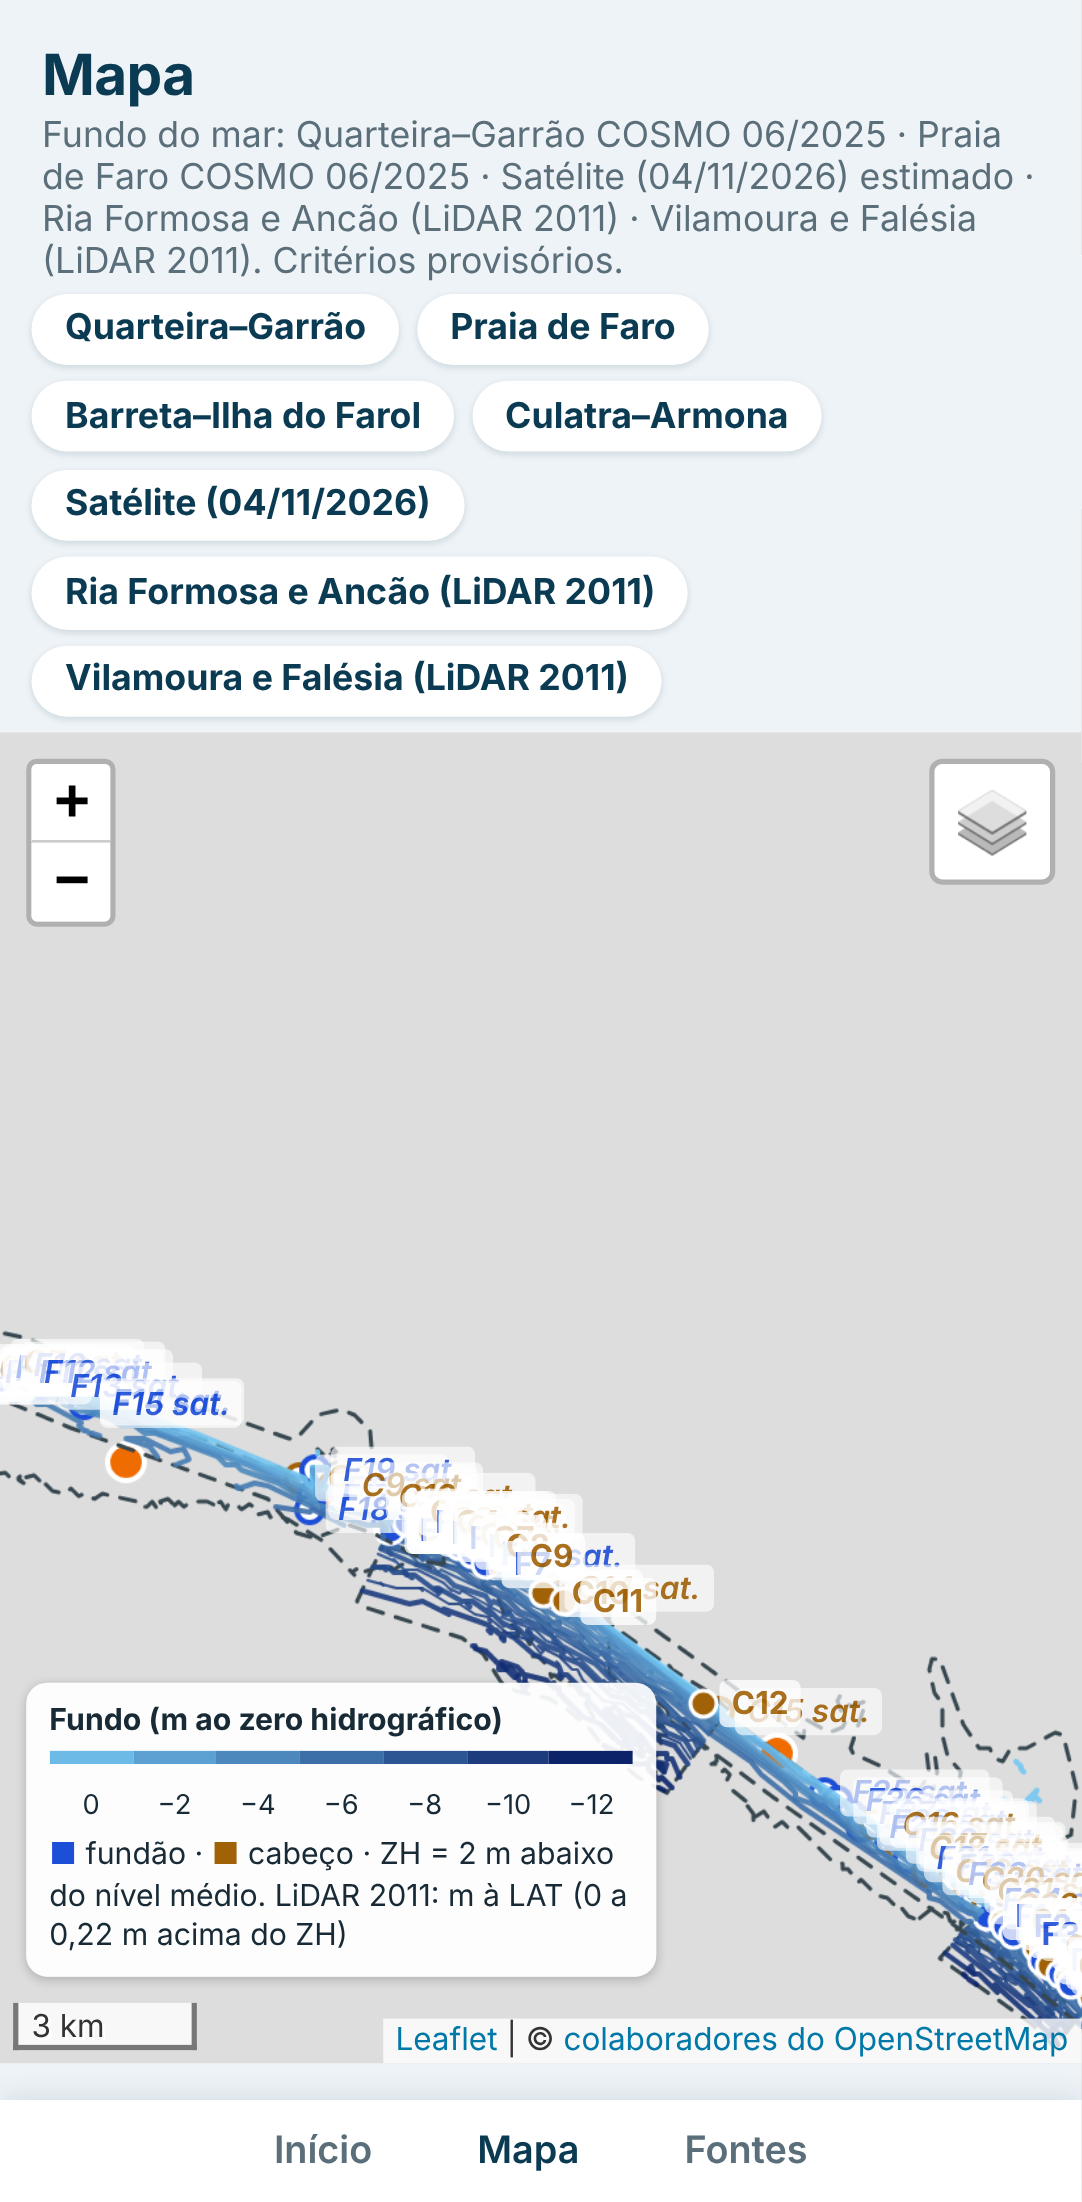 Mapa
Fundo do mar: Quarteira–Garrão COSMO 06/2025 · Praia
de Faro COSMO 06/2025 · Satélite (04/11/2026) estimado ·
Ria Formosa e Ancão (LiDAR 2011) · Vilamoura e Falésia
(LiDAR 2011). Critérios provisórios.
Quarteira–Garrão
Praia de Faro
Barreta–Ilha do Farol
Culatra–Armona
Satélite (04/11/2026)
Ria Formosa e Ancão (LiDAR 2011)
Vilamoura e Falésia (LiDAR 2011)
+
−
F15 sat.
F19 sat.
F18
C9
sat.
C11
sat.
C12
sat.
Fundo (m ao zero hidrográfico)
0 −2 −4 −6 −8 −10 −12
fundão · cabeço · ZH = 2 m abaixo
do nível médio. LiDAR 2011: m à LAT (0 a
0,22 m acima do ZH)
3 km
Leaflet | © colaboradores do OpenStreetMap
Início
Mapa
Fontes